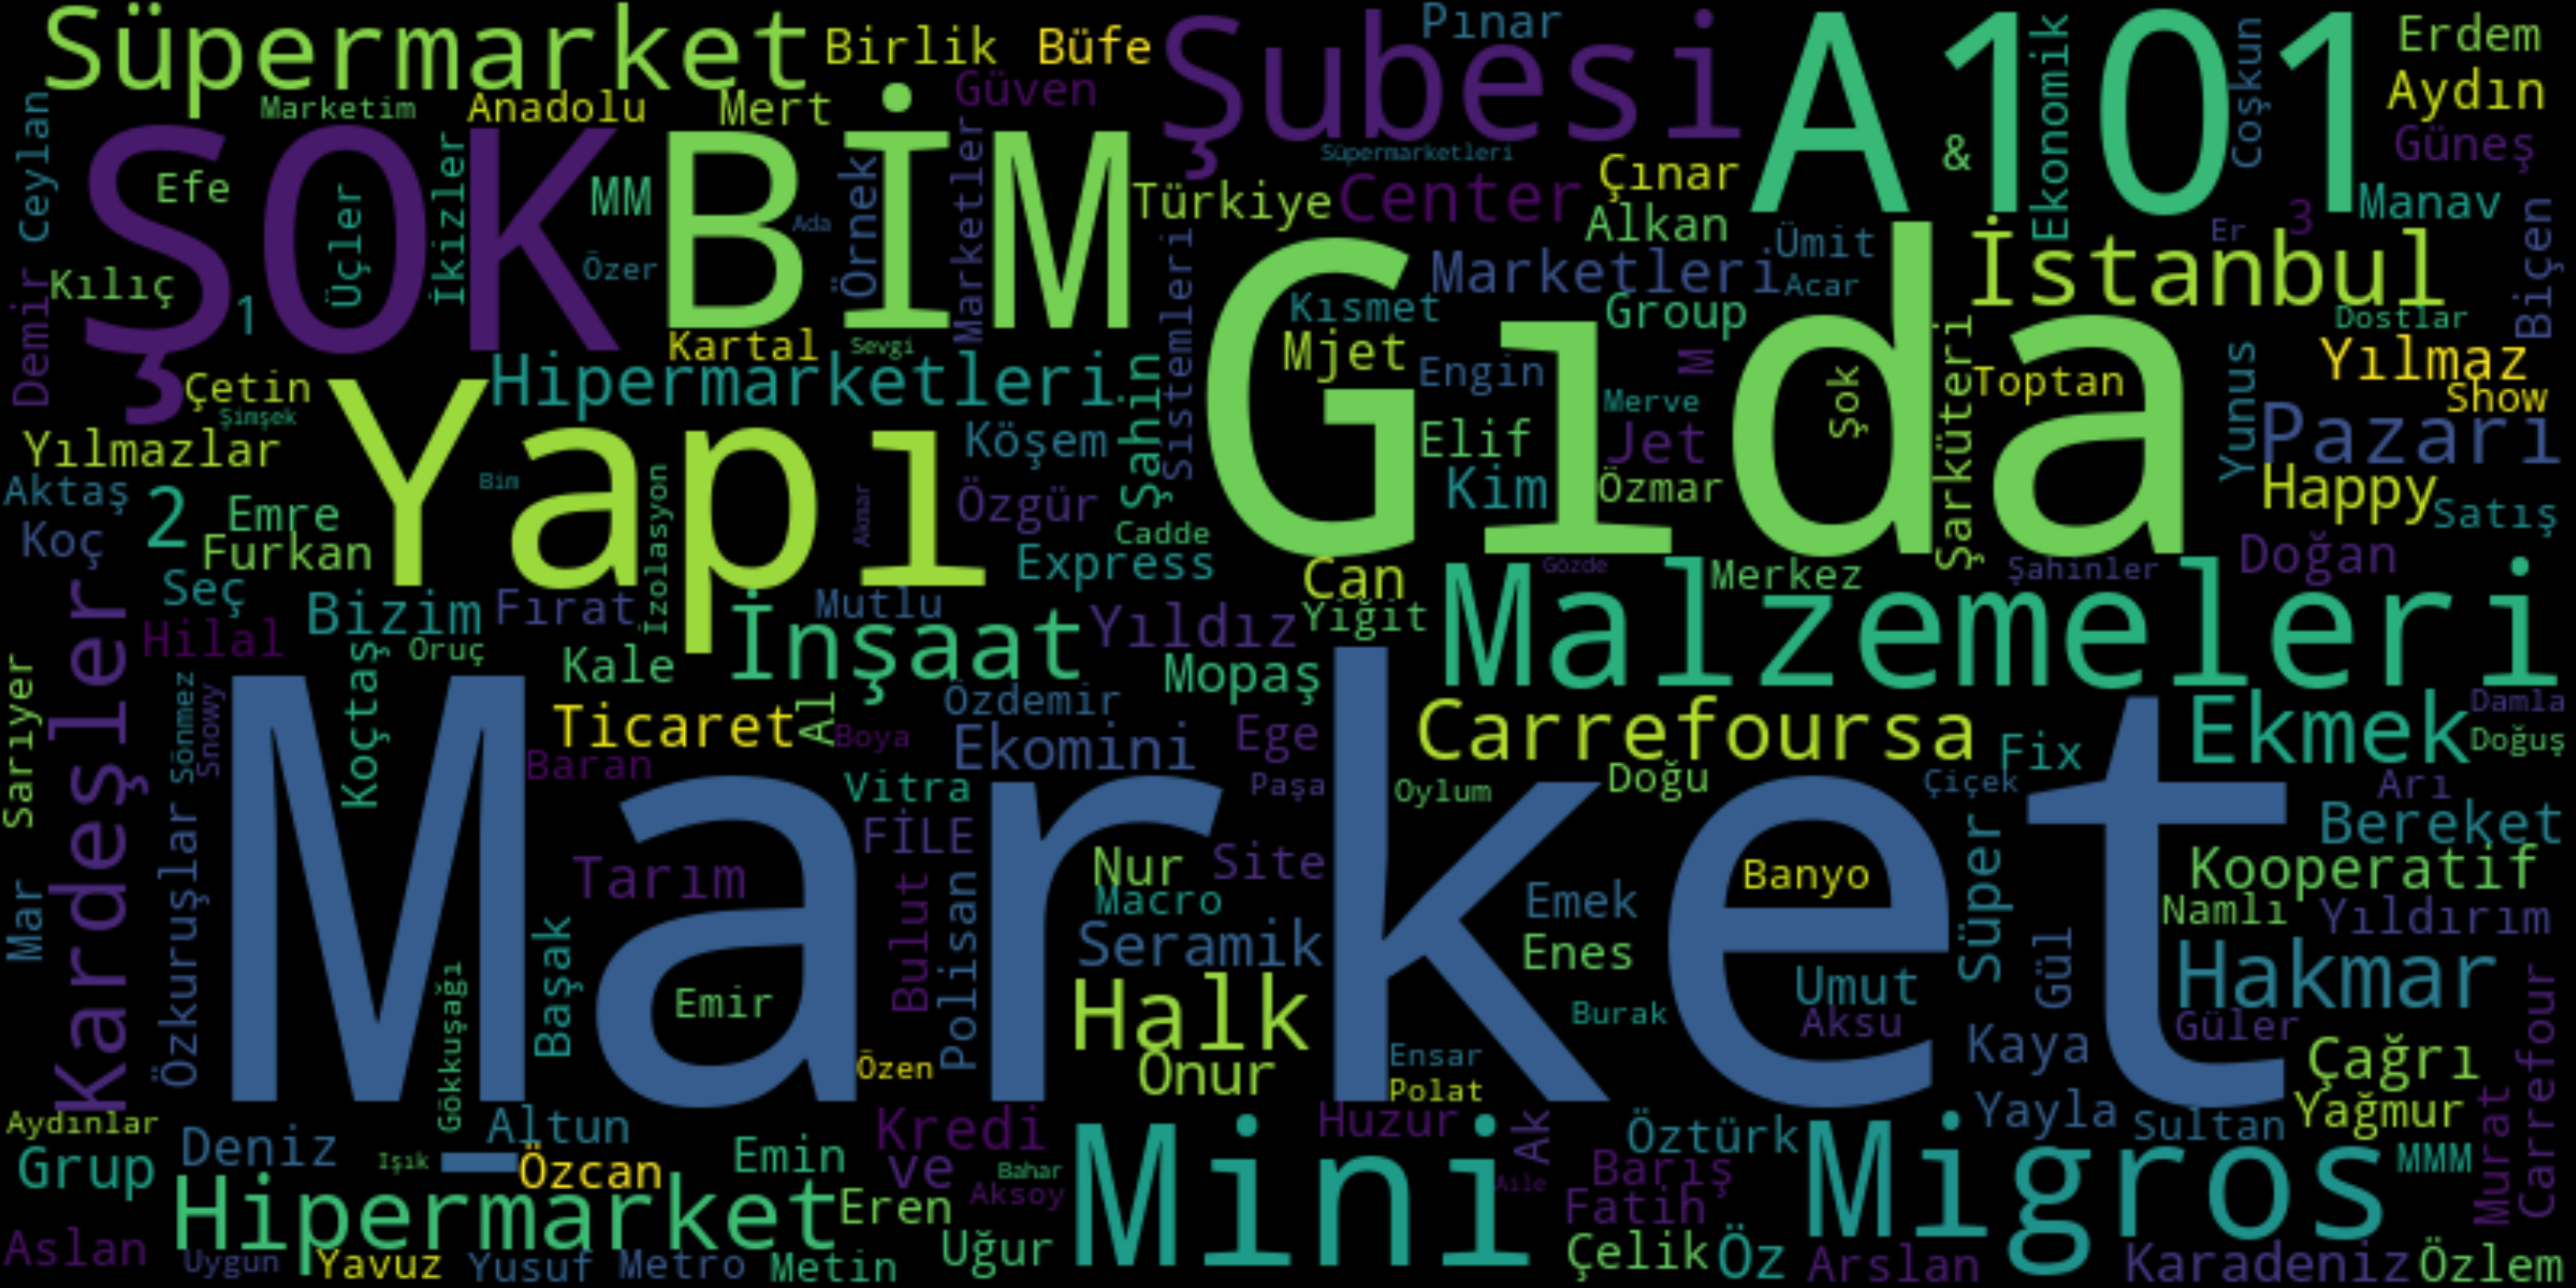 Süpermarket
Birlik
Büfe
Şubesi
Pınar
A101
Ekonomik
Coşkun
Erdem
Aydın
Güneş
Marketim
Anadolu
Mert
Güven
Süpermarketleri
&
Manav
Ceylan
ŞOK
Efe
Üçler
İkizler
MM
BİM
Ada
Örnek
Marketler
Türkiye
Center
Çınar
Alkan
Ümit
Er
3
Biçen
Demir
Kılıç
1
Özer
Sistemleri
Gıda
Marketleri
Acar
İstanbul
Dostlar
Kısmet
Group
Kartal
Sevgi
Mjet
Engin
M
Şok
Şarküteri
Toptan
Yunus
Yılmaz
Show
Çetin
Şimşek
Yapı
Hipermarketleri
Şahin
Merve
Yılmazlar
Köşem
Elif
Jet
Pazarı
Aktaş
2
Bim
İzolasyon
Akmar
Özgür
Kim
Özmar
Happy
Satış
Koç
Emre
Furkan
Cadde
Express
Can
Gözde
Merkez
Şahinler
Doğan
Kardeşler
Seç
Bizim
Fırat
Mutlu
Yıldız
Yiğit
Malzemeleri
Hilal
Oruç
Kale
İnşaat
Mopaş
Sarıyer
Sönmez
Snowy
Koçtaş
Market
Ticaret
Al
Boya
Özdemir
Ekomini
Ege
Carrefoursa
Fix
Ekmek
Damla
Doğuş
Baran
Vitra
Paşa
Oylum
Doğu
Çiçek
Arı
Özkuruşlar
FİLE
Nur
Site
Banyo
Süper
Bereket
Tarım
Bulut
Polisan
Macro
Emek
Kooperatif
Mar
Namlı
Yıldırım
Başak
Seramik
Enes
Umut
Gül
Hakmar
Emir
Halk
Burak
Aksu
Güler
Gökkuşağı
Özen
Onur
Ensar
Polat
Kaya
Çağrı
Carrefour
Aydınlar
Deniz
Altun
Kredi
Huzur
Ak
Öztürk
Yayla
Sultan
Yağmur
Murat
Grup
Işık
Özcan
Emin
ve
Bahar
Mini
Aile
Barış
Migros
MMM
Hipermarket
Eren
Aksoy
Fatih
Aslan
Uygun
Yavuz
Yusuf
Metro
Metin
Uğur
Çelik
Öz
Arslan
Karadeniz
Özlem